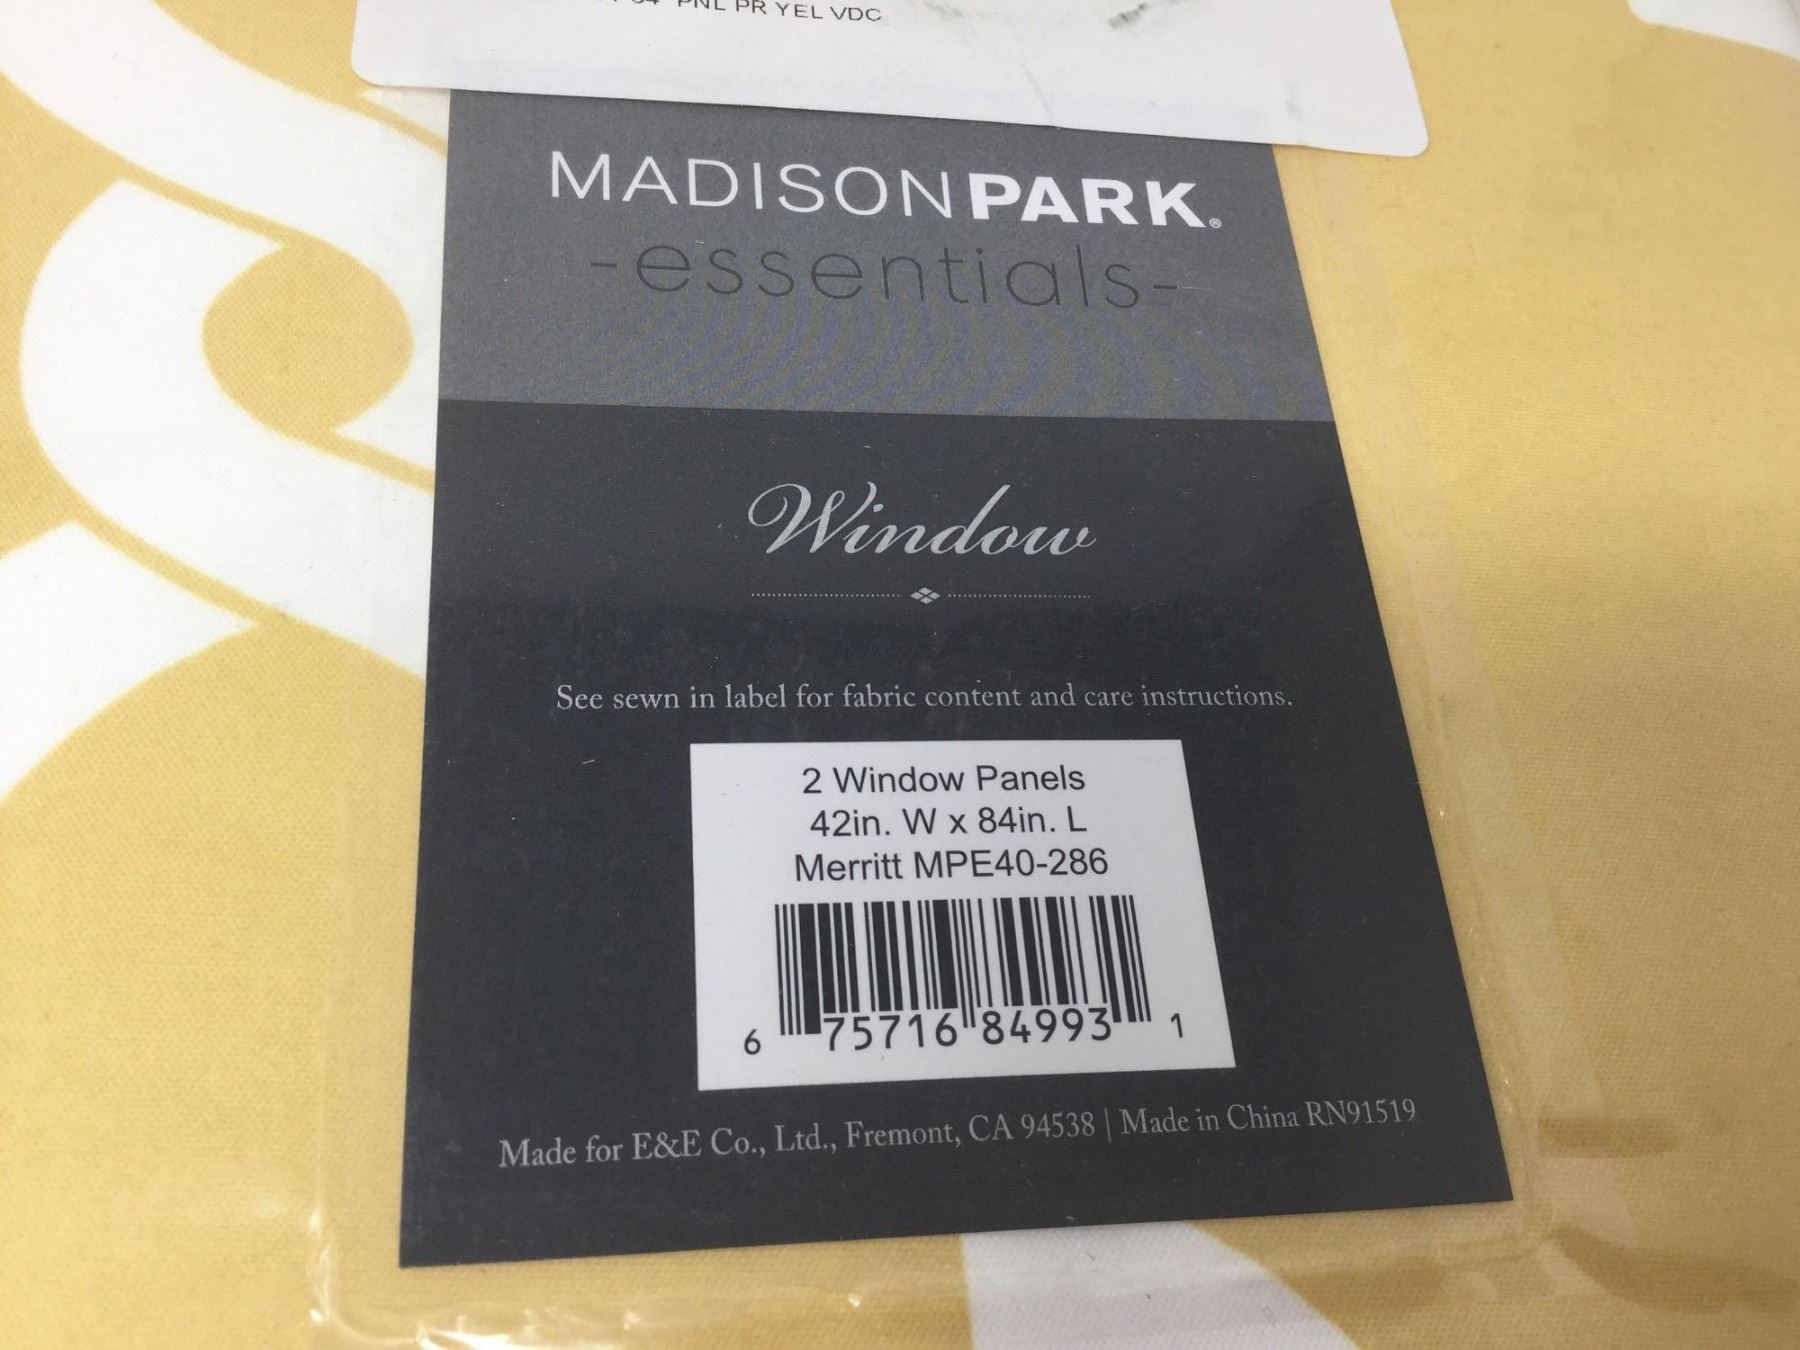 PNL PR YEL VDC
MADISONPARK®
-essentials-
Window
See sewn in label for fabric content and care instructions.
2 Window Panels
42in. W x 84in. L
Merritt MPE40-286
6 75716 84993 1
Made for E&E Co., Ltd., Fremont, CA 94538 | Made in China RN91519